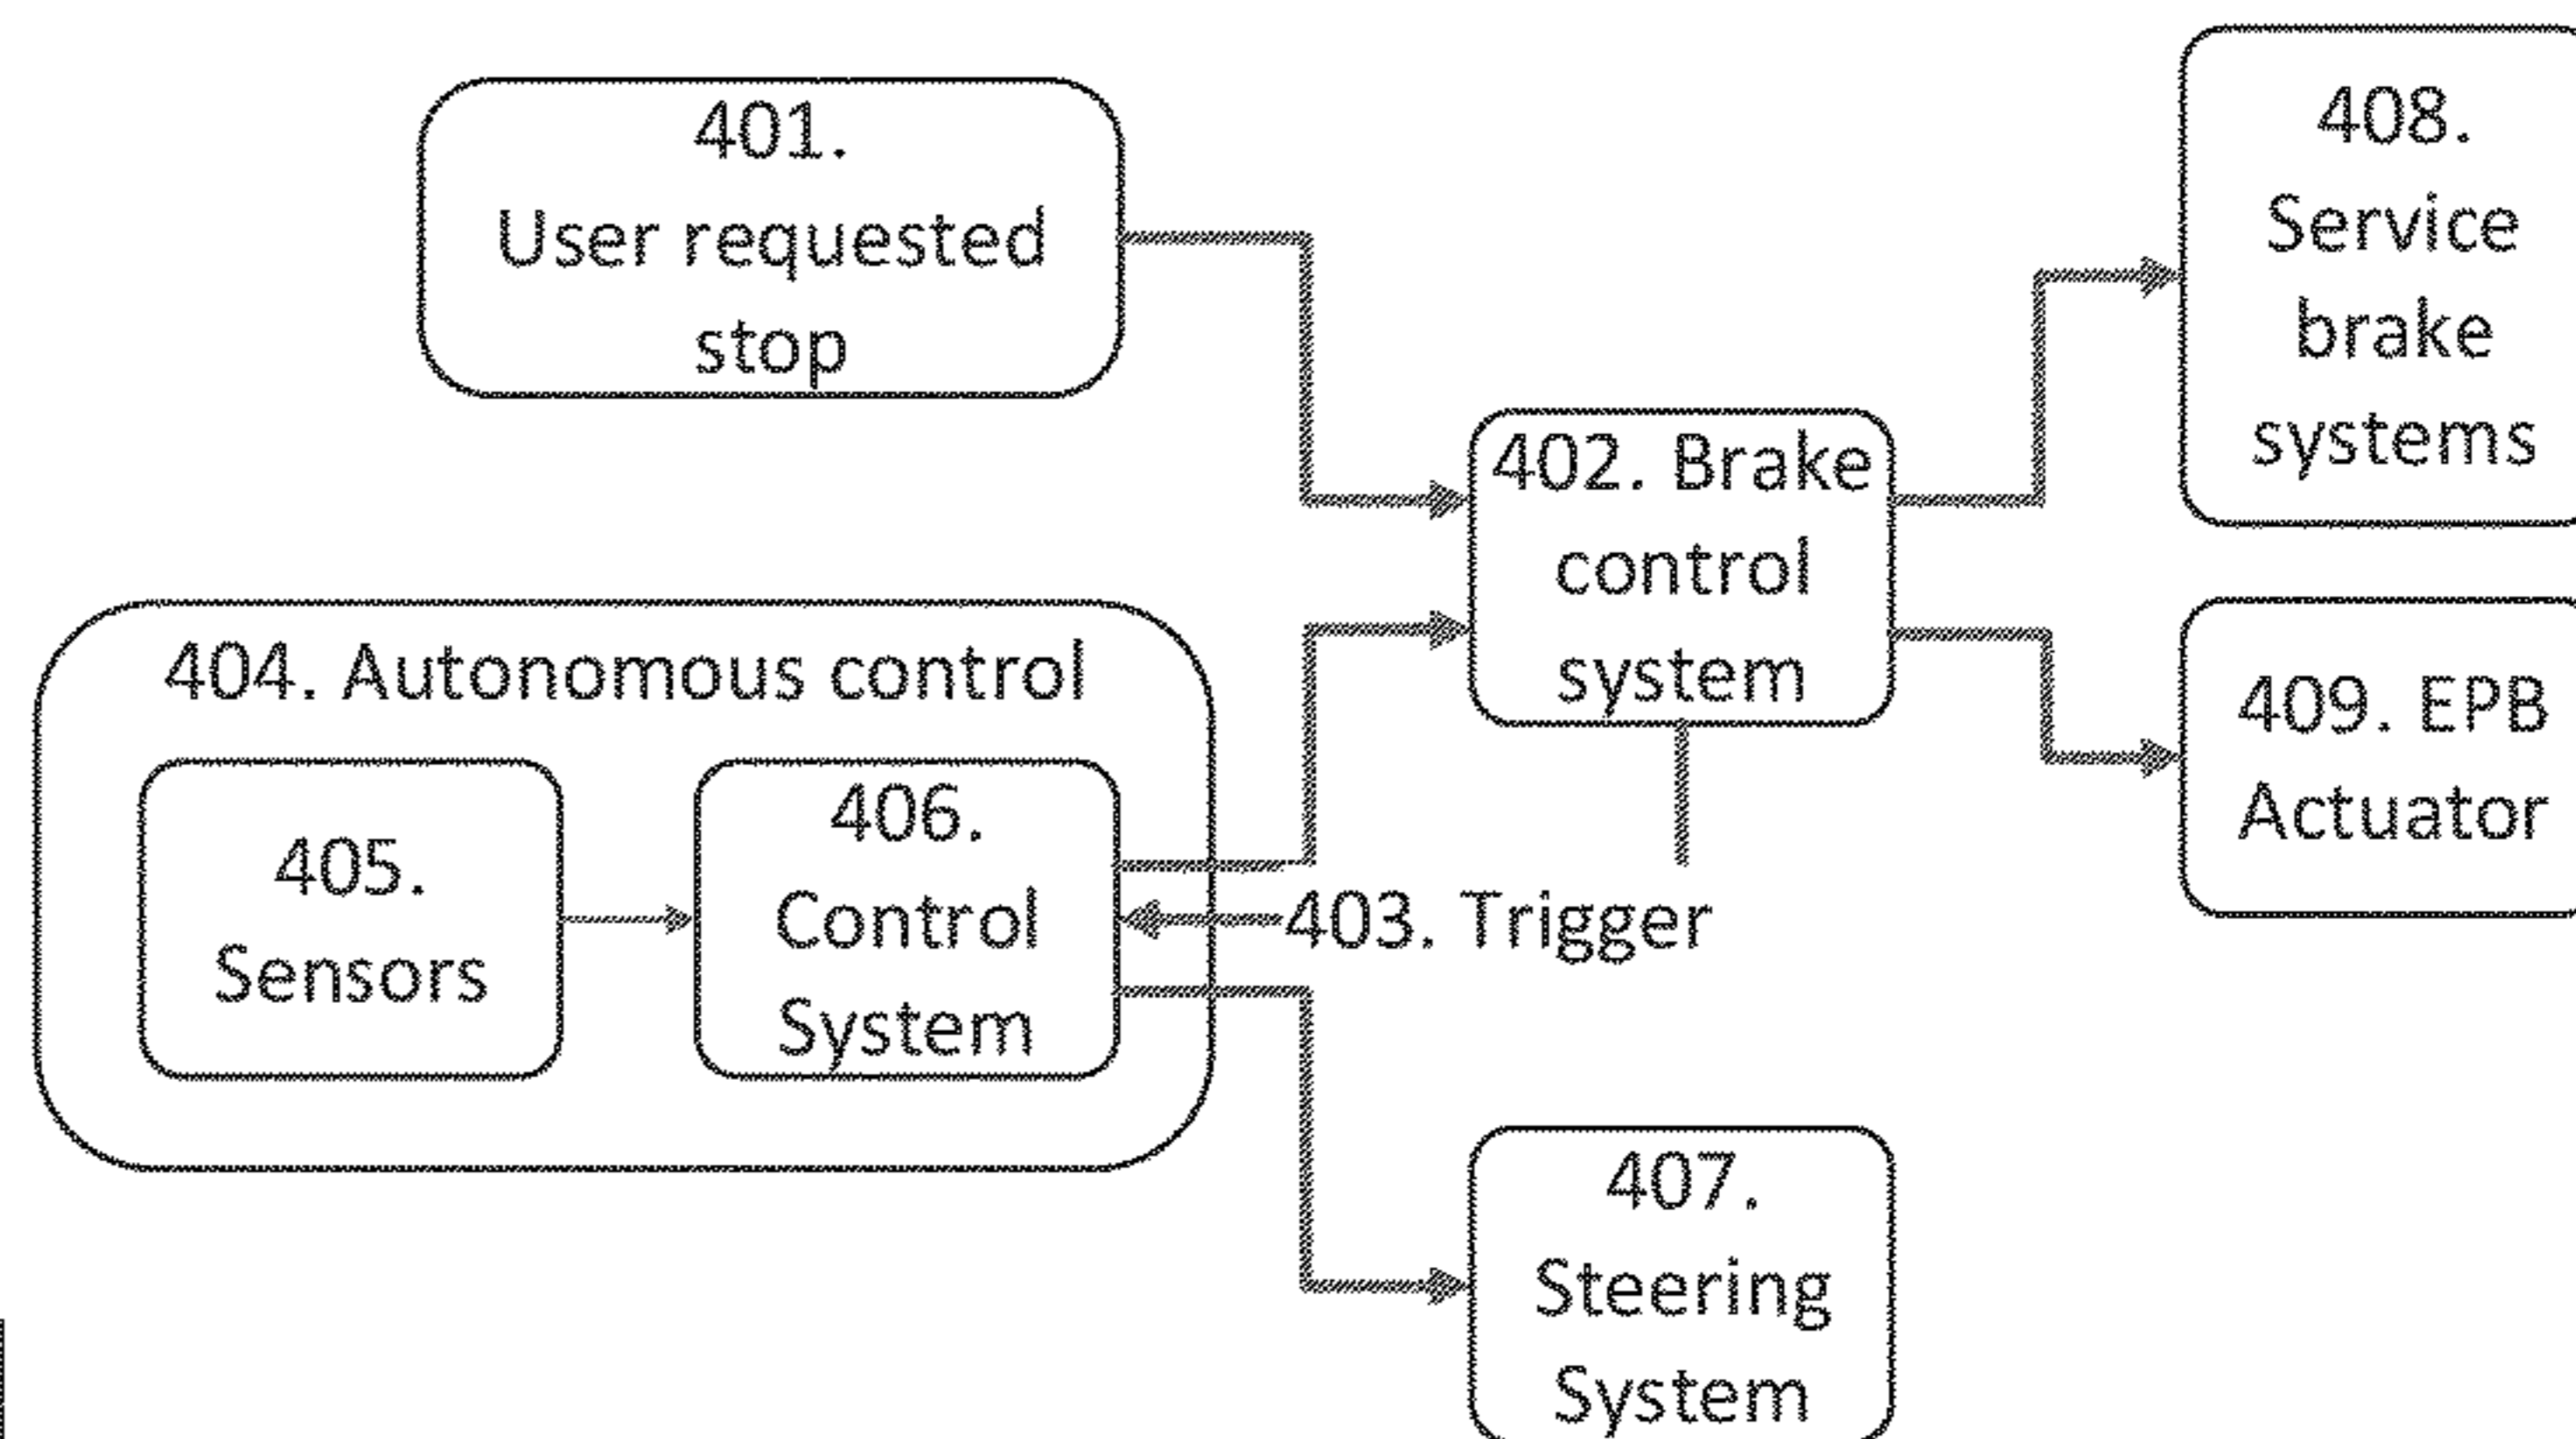 401.
User requested
stop
402. Brake
control
system
408.
Service
brake
systems
404. Autonomous control
405.
Sensors
406.
Control
System
403. Trigger
409. EPB
Actuator
407.
Steering
System